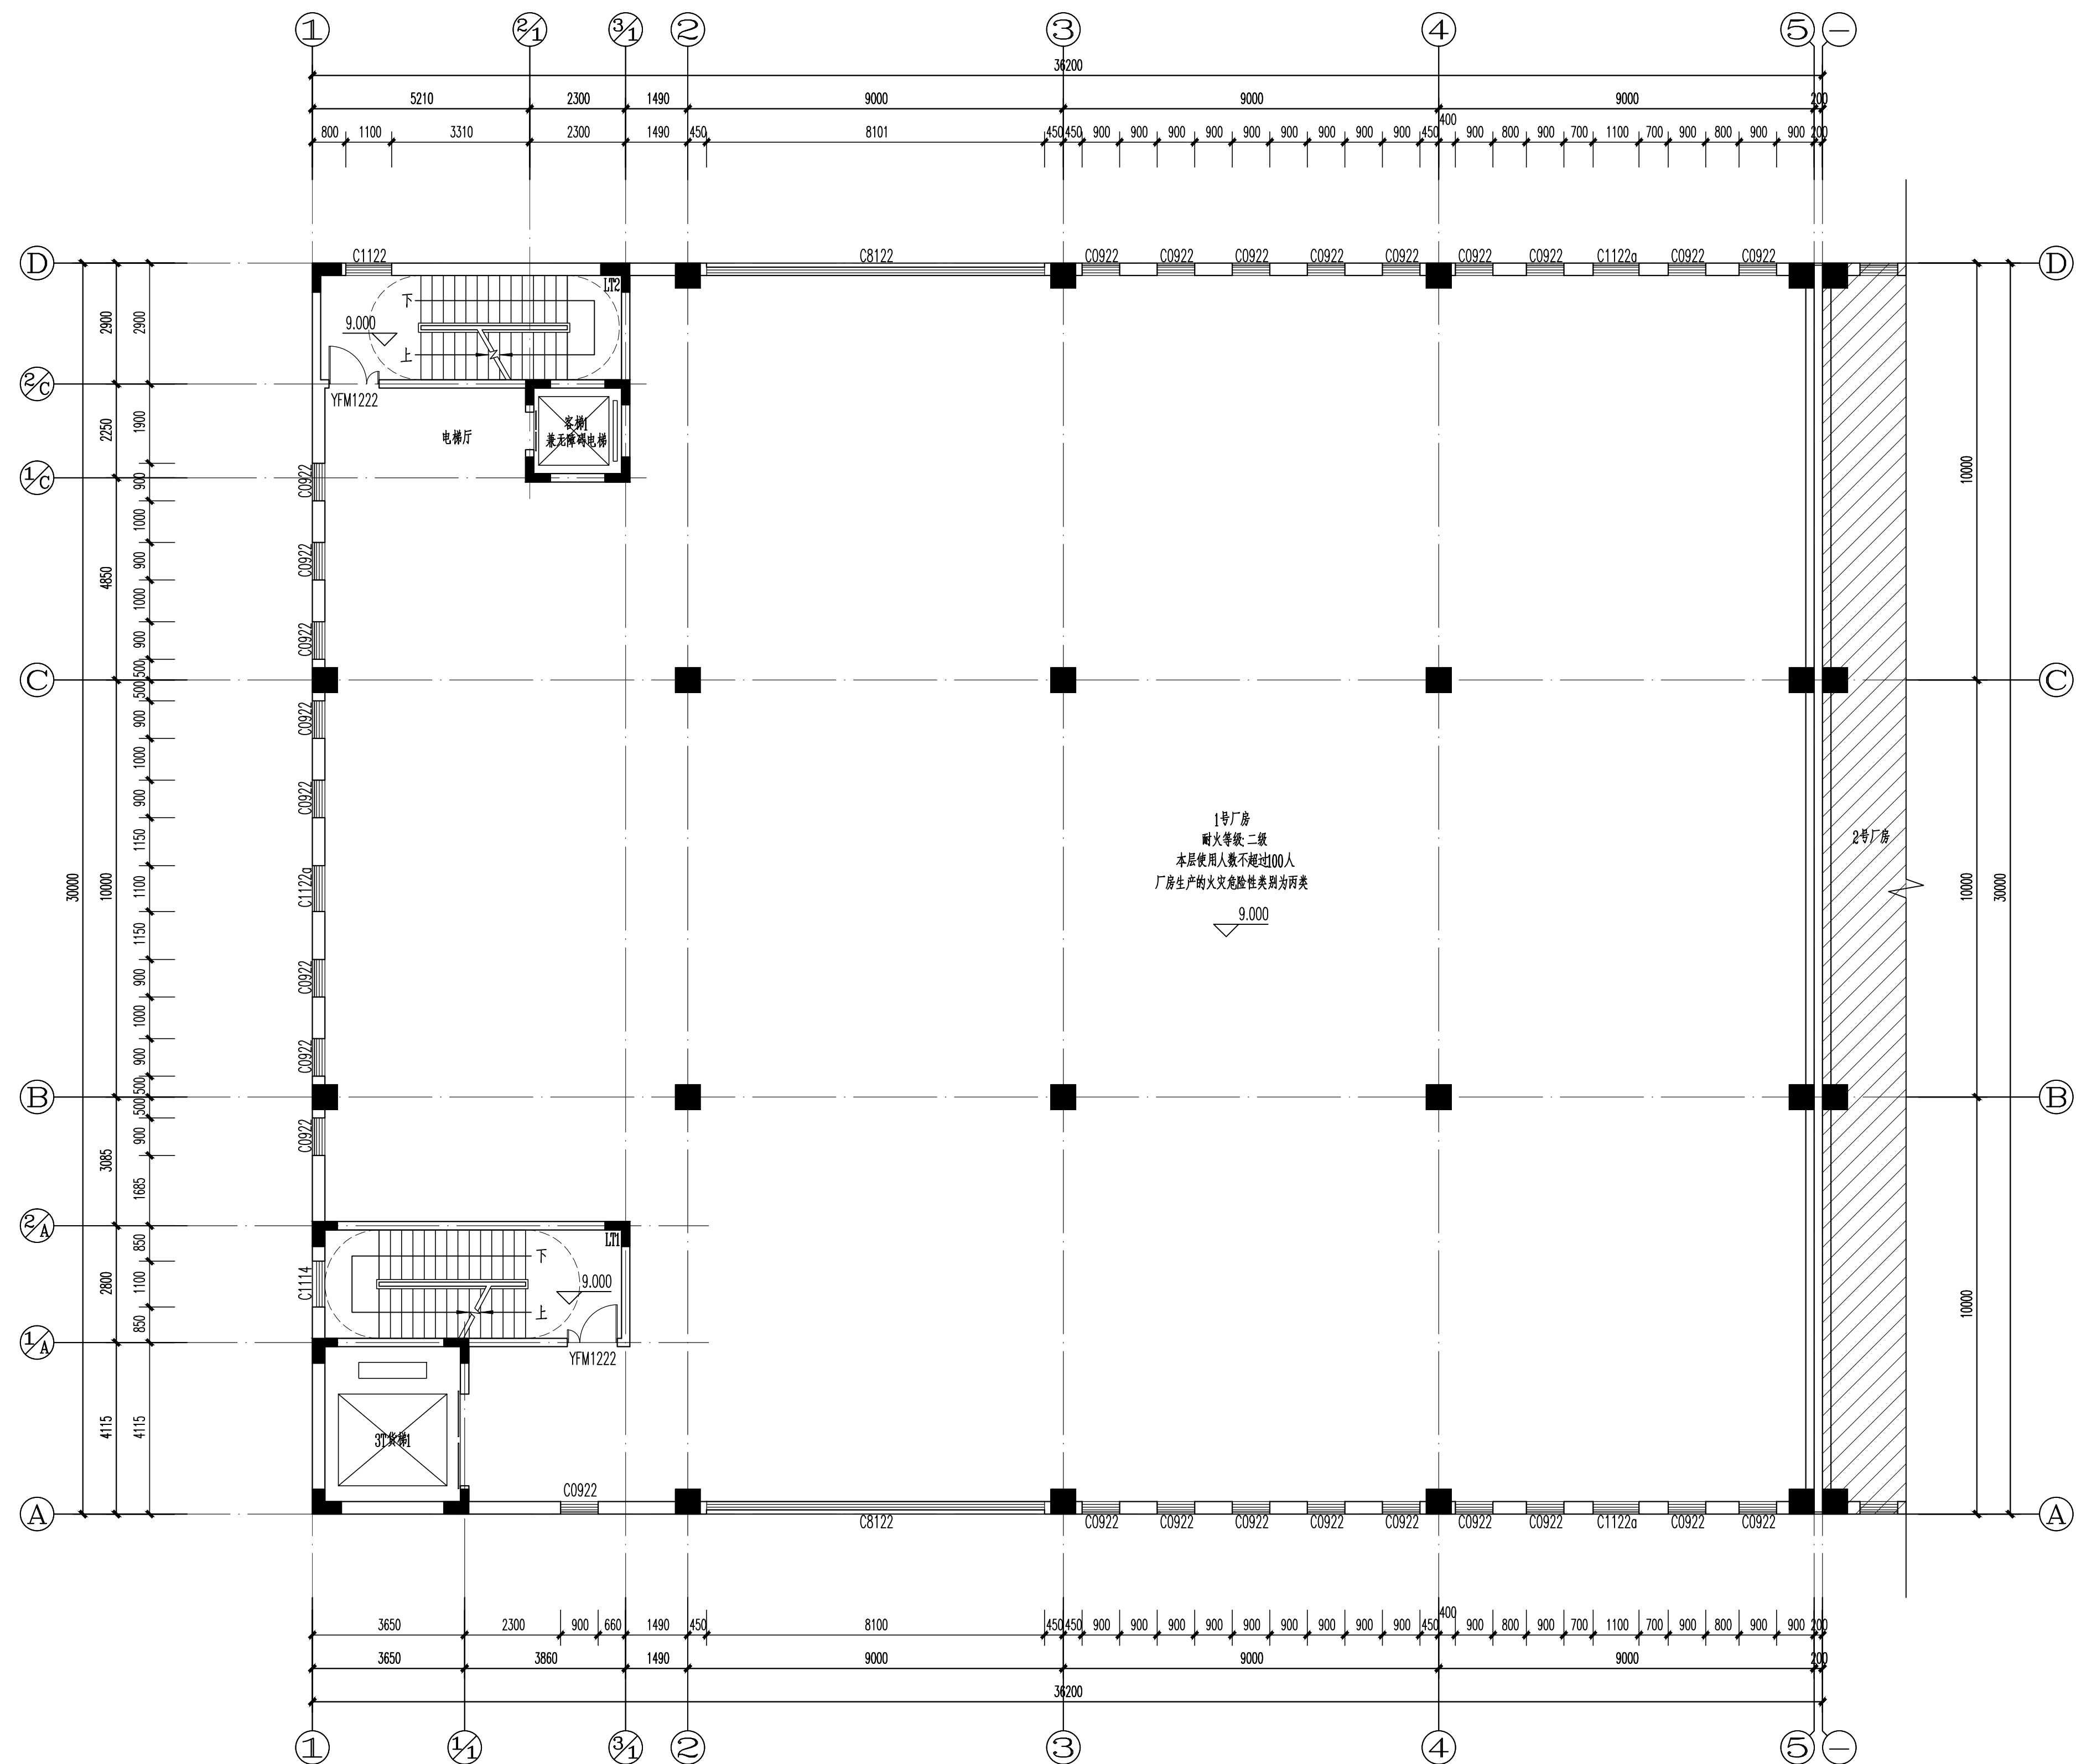 1 2/1 3/1 2 3 4 5 一
36200
5210 2300 1490 9000 9000 9000 200
400
800 1100 3310 2300 1490 450 8101 450 450 900 900 900 900 900 900 900 900 900 450 900 800 900 700 1100 700 900 800 900 900 200
C1122 C8122 C0922 C0922 C0922 C0922 C0922 C0922 C0922 C1122a C0922 C0922
D D
LT2
下
9.000
上
2900 2900
2/C
YFM1222
客梯1
兼无障碍电梯
电梯厅
2250 1900
1/C
C0922
900
10000
1000
C0922
900
4850
1000
C0922
900
500
C C
500
C0922
900
1000
C0922
900
1号厂房
耐火等级:二级
本层使用人数不超过100人
厂房生产的火灾危险性类别为丙类
9.000
2号厂房
1150
30000 10000 1100 C1122a 10000 30000
1150
C0922
900
1000
C0922
900
500
B B
500
C0922
900
3085
1685
2/A
LT1
850
下
C1114
9.000
2800 1100
上
850
1/A
YFM1222
10000
4115 4115
3T货梯1
C0922
A A
C8122 C0922 C0922 C0922 C0922 C0922 C0922 C0922 C1122a C0922 C0922
400
3650 2300 900 660 1490 450 8100 450 450 900 900 900 900 900 900 900 900 900 450 900 800 900 700 1100 700 900 800 900 900 200
3650 3860 1490 9000 9000 9000 200
36200
1 1/1 3/1 2 3 4 5 一